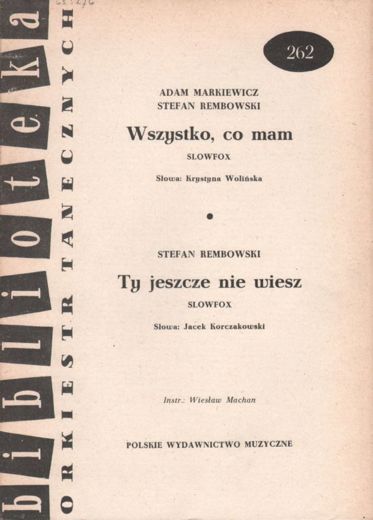 262
ADAM MARKIEWICZ
STEFAN REMBOWSKI
Wszystko, co mam
SLOWFOX
Słowa: Krystyna Wolińska
STEFAN REMBOWSKI
Ty jeszcze nie wiesz
SLOWFOX
Słowa: Jacek Korczakowski
Instr.: Wiesław Machan
POLSKIE WYDAWNICTWO MUZYCZNE
biblioteka
ORKIESTR TANECZNYCH